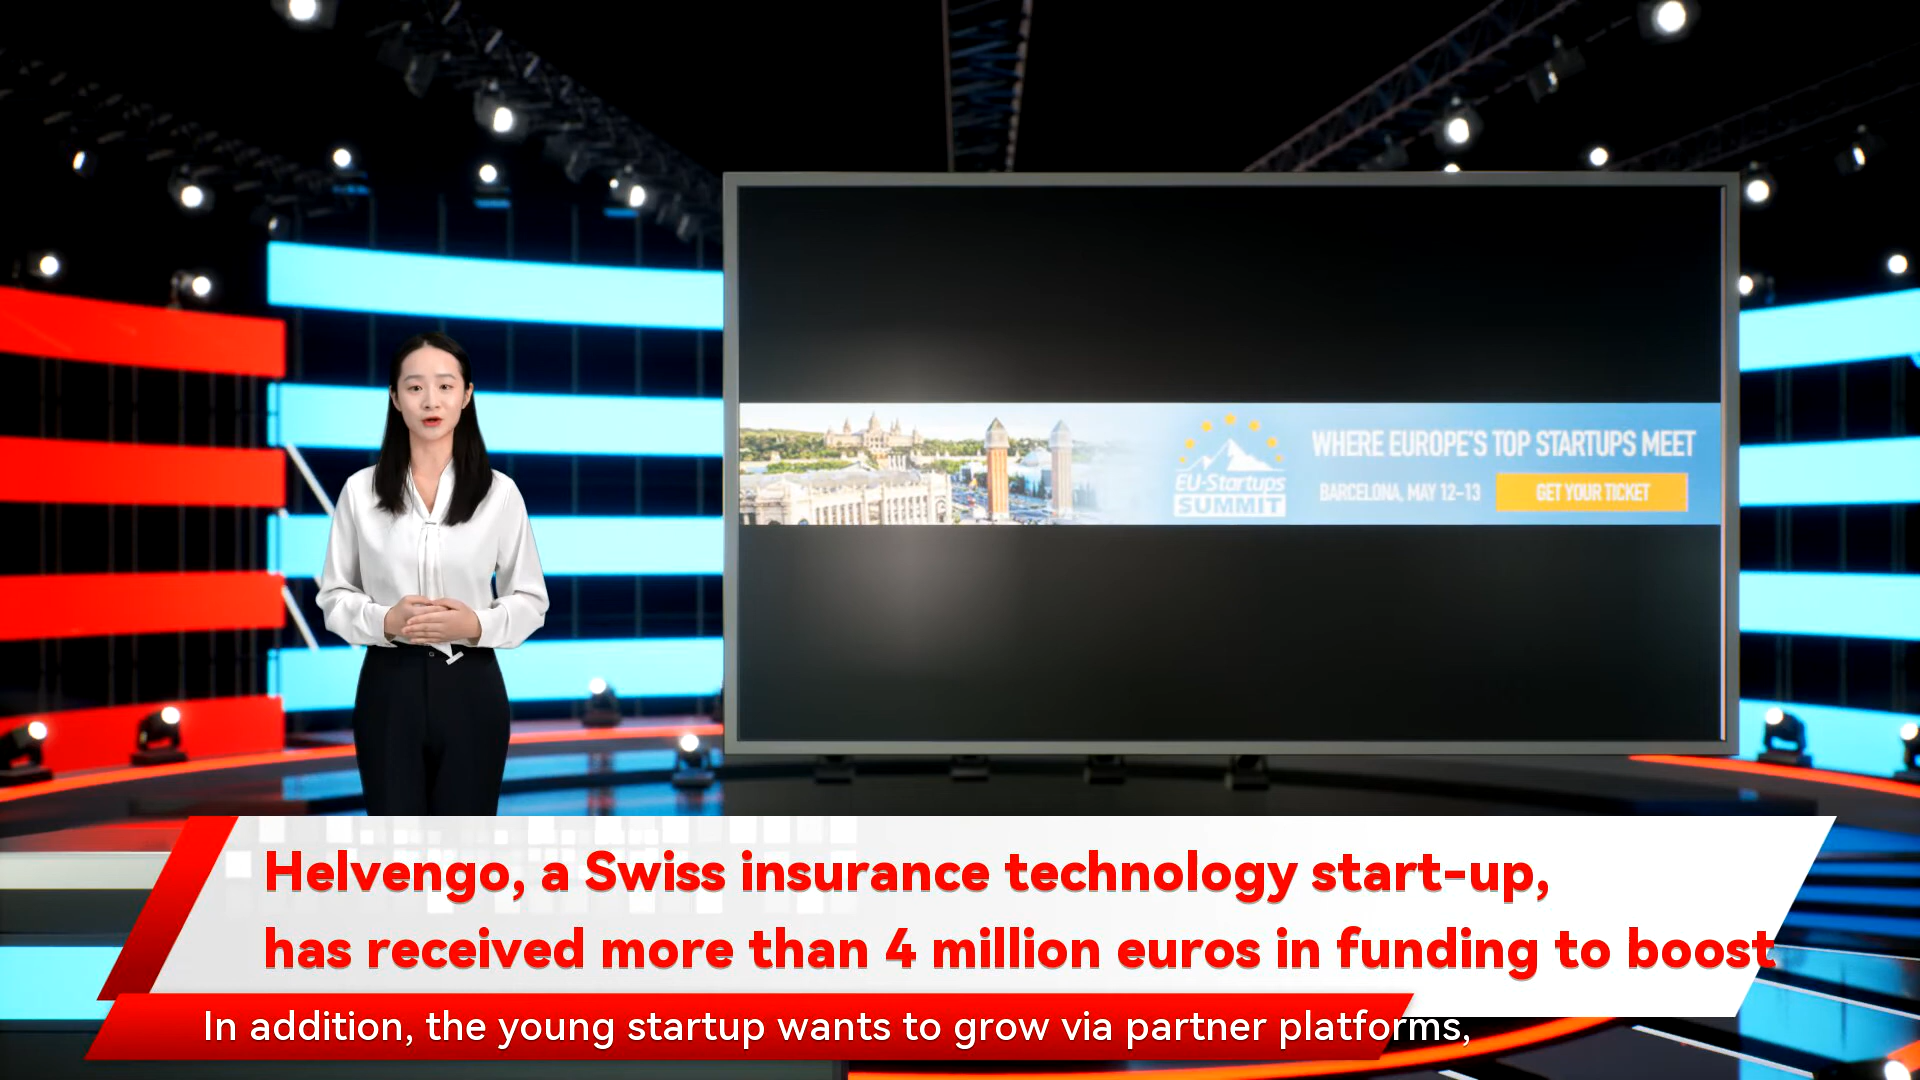 WHERE EUROPE'S TOP STARTUPS MEET
EU-Startups
SUMMIT
BARCELONA, MAY 12-13
GET YOUR TICKET
Helvengo, a Swiss insurance technology start-up,
has received more than 4 million euros in funding to boost
In addition, the young startup wants to grow via partner platforms,